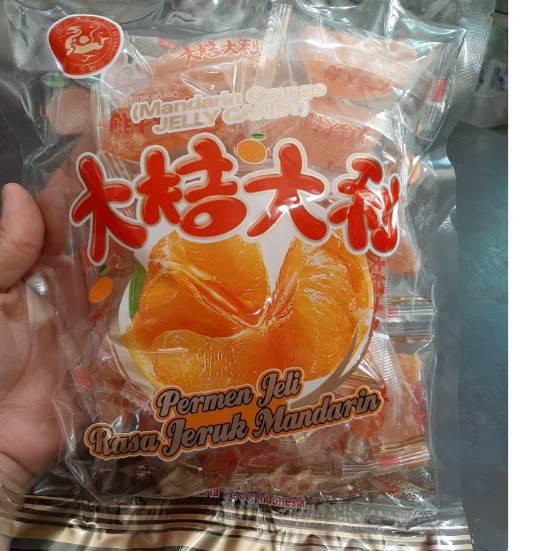 大桔大利
(Mandarin Orange
JELLY CANDY)
大桔大利
Permen Jeli
Rasa Jeruk Mandarin